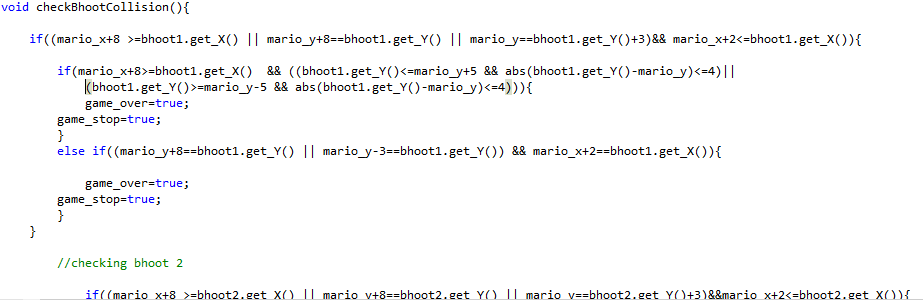 void checkBhootCollision(){
if((mario_x+8 >=bhoot1.get_X() || mario_y+8==bhoot1.get_Y() || mario_y==bhoot1.get_Y()+3)&& mario_x+2<=bhoot1.get_X()){
if(mario_x+8>=bhoot1.get_X()  && ((bhoot1.get_Y()<=mario_y+5 && abs(bhoot1.get_Y()-mario_y)<=4)||
(bhoot1.get_Y()>=mario_y-5 && abs(bhoot1.get_Y()-mario_y)<=4))){
game_over=true;
game_stop=true;
}
else if((mario_y+8==bhoot1.get_Y() || mario_y-3==bhoot1.get_Y()) && mario_x+2==bhoot1.get_X()){
game_over=true;
game_stop=true;
}
}
//checking bhoot 2
if((mario_x+8 >=bhoot2.get_X() || mario_y+8==bhoot2.get_Y() || mario_y==bhoot2.get_Y()+3)&&mario_x+2<=bhoot2.get_X()){